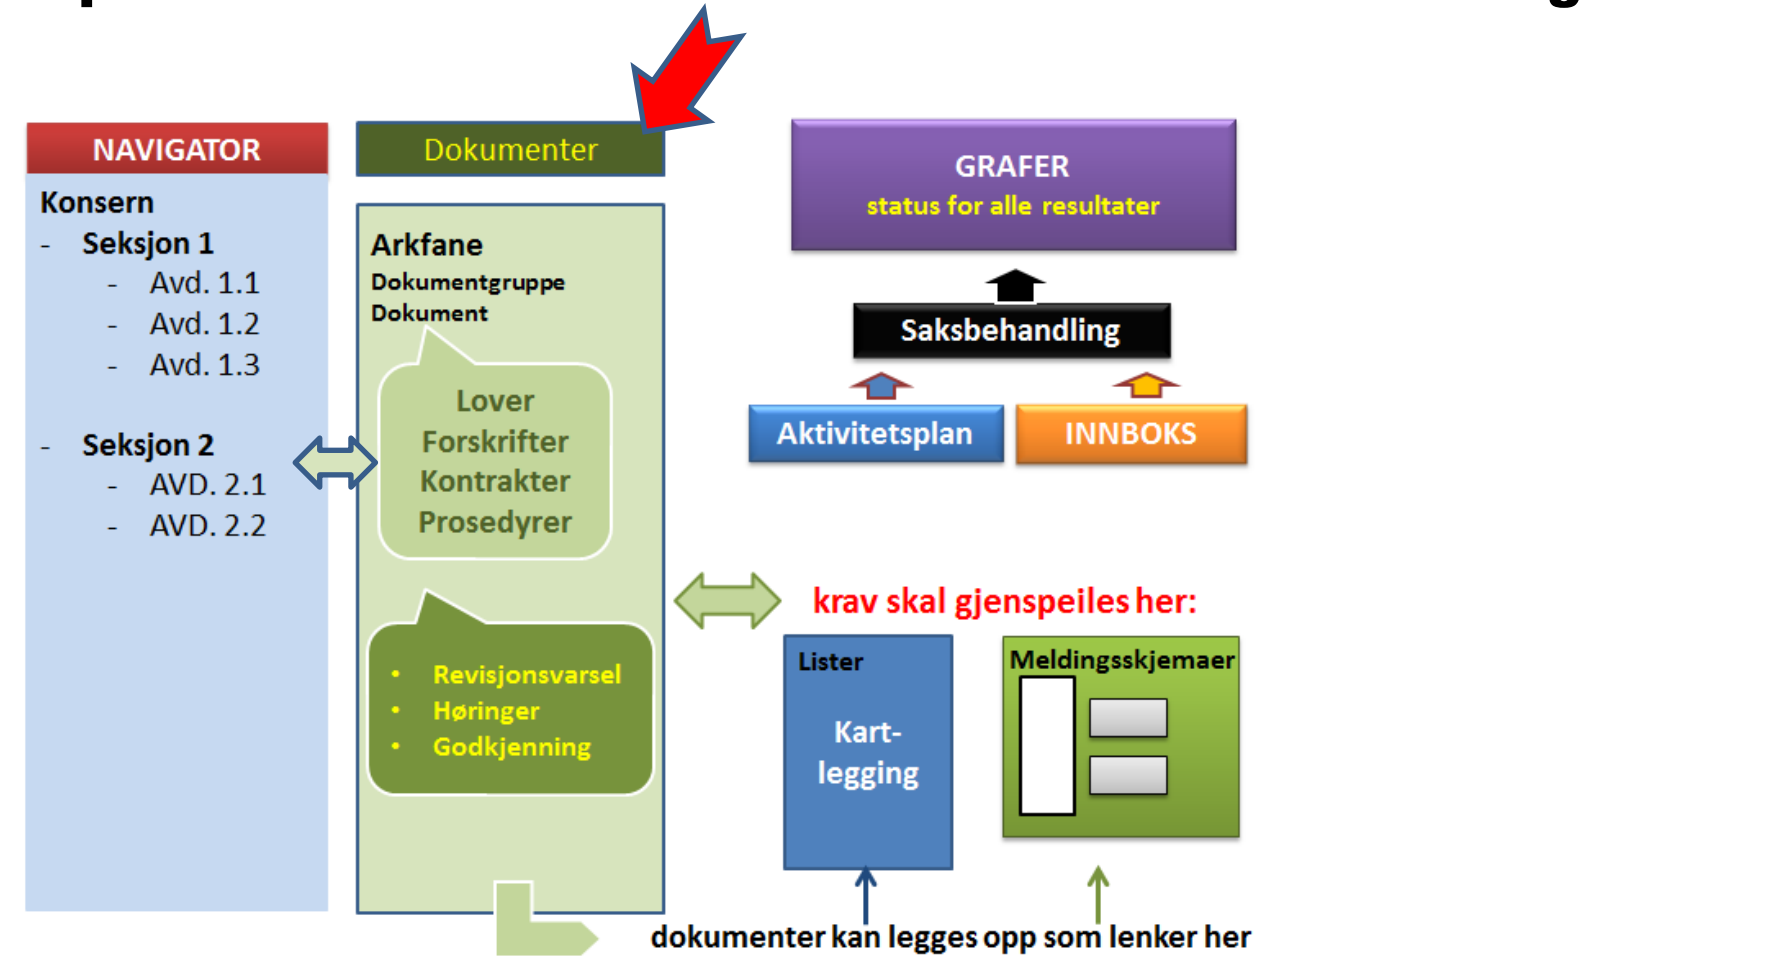 NAVIGATOR
Konsern
- Seksjon 1
- Avd. 1.1
- Avd. 1.2
- Avd. 1.3
- Seksjon 2
- AVD. 2.1
- AVD. 2.2
Dokumenter
Arkfane
Dokumentgruppe
Dokument
Lover
Forskrifter
Kontrakter
Prosedyrer
• Revisjonsvarsel
• Høringer
• Godkjenning
GRAFER
status for alle resultater
Saksbehandling
Aktivitetsplan
INNBOKS
krav skal gjenspeiles her:
Lister
Kart-
legging
Meldingsskjemaer
dokumenter kan legges opp som lenker her